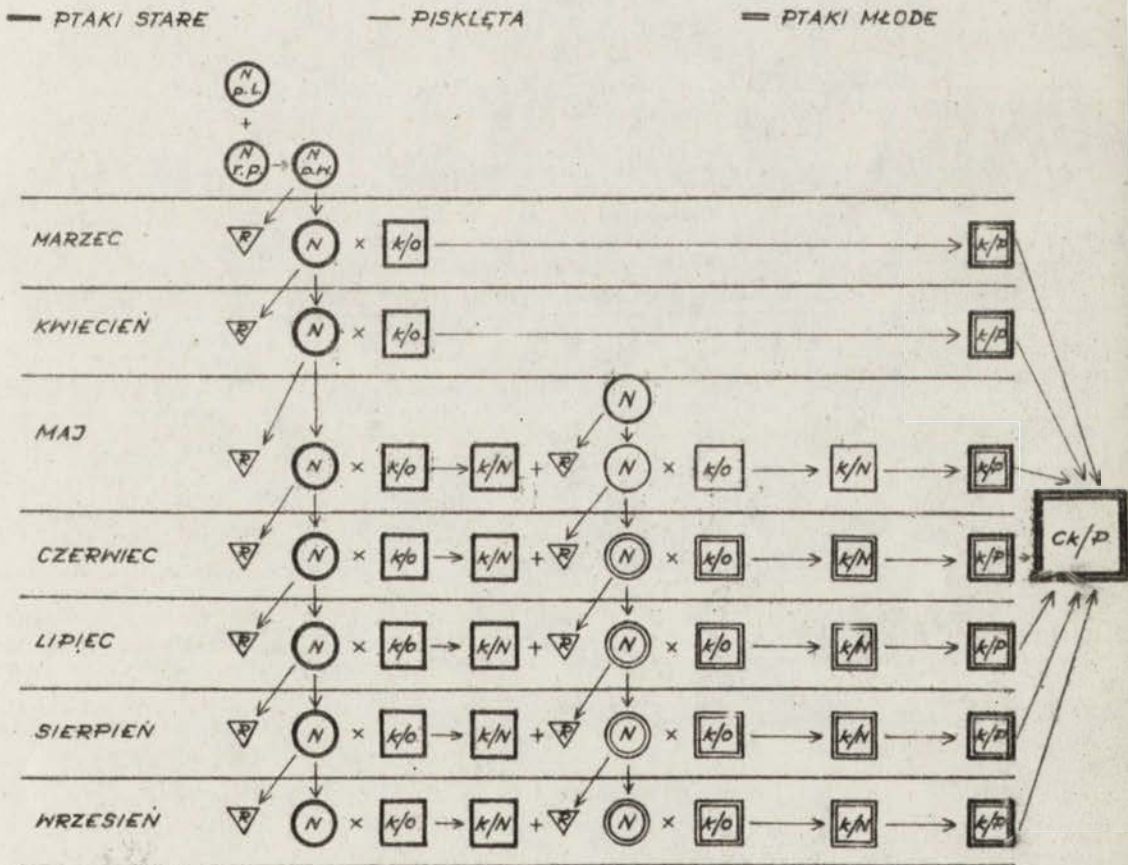 PTAKI STARE PISKLĘTA PTAKI MŁODE
N p.l.
+
N r.p. → N p.w.
MARZEC R N × k/o → k/p
KWIECIEŃ R N × k/o → k/p
N
MAJ R N × k/o → k/N + R N × k/o → k/N → k/p
CZERWIEC R N × k/o → k/N + R N × k/o → k/N → k/p → Ck/p
LIPIEC R N × k/o → k/N + R N × k/o → k/N → k/p
SIERPIEŃ R N × k/o → k/N + R N × k/o → k/N → k/p
WRZESIEŃ R N × k/o → k/N + R N × k/o → k/N → k/p